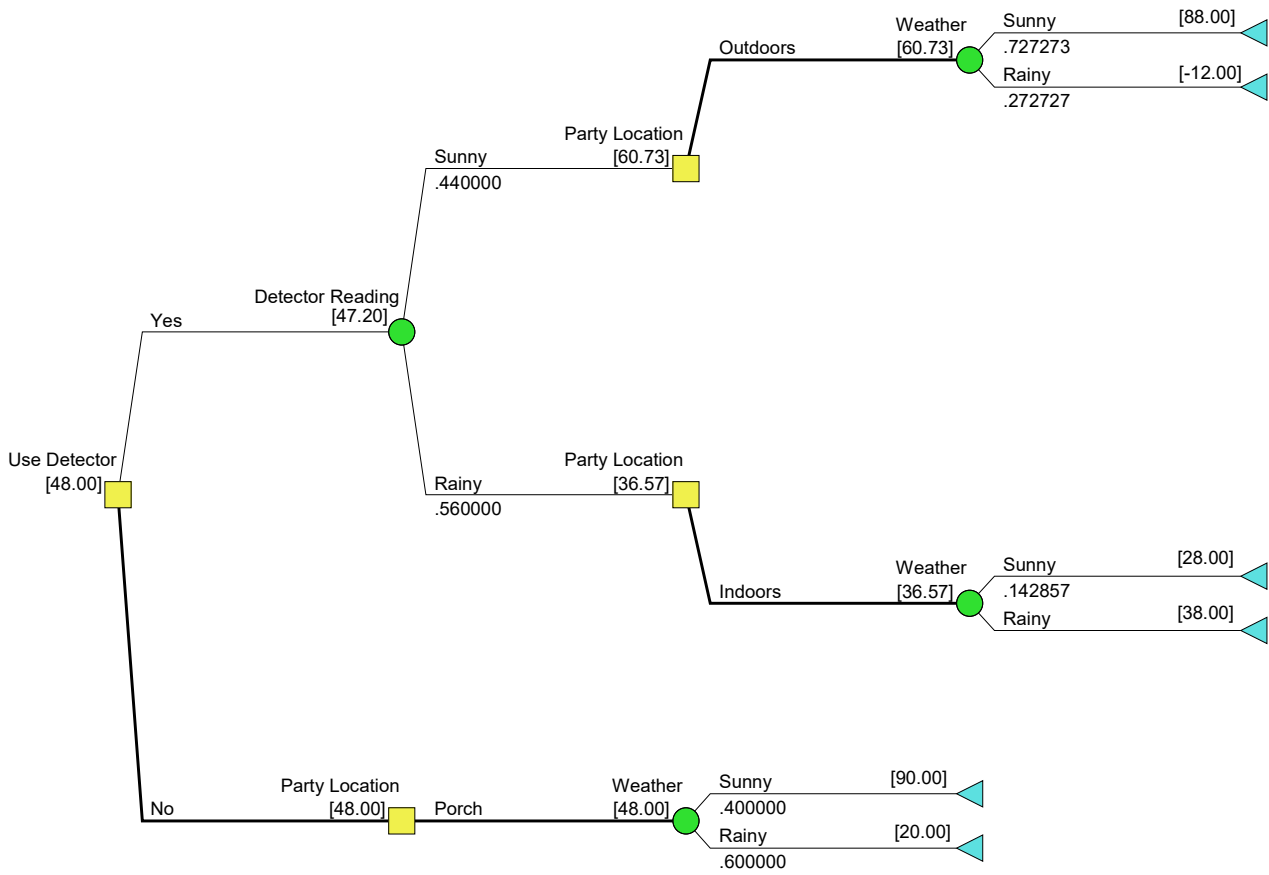 Weather
[60.73]
Sunny
[88.00]
.727273
Rainy
[-12.00]
.272727
Outdoors
Party Location
[60.73]
Sunny
.440000
Detector Reading
[47.20]
Yes
Use Detector
[48.00]
Party Location
[36.57]
Rainy
.560000
Weather
[36.57]
Sunny
[28.00]
.142857
Rainy
[38.00]
Indoors
Party Location
[48.00]
No
Porch
Weather
[48.00]
Sunny
[90.00]
.400000
Rainy
[20.00]
.600000